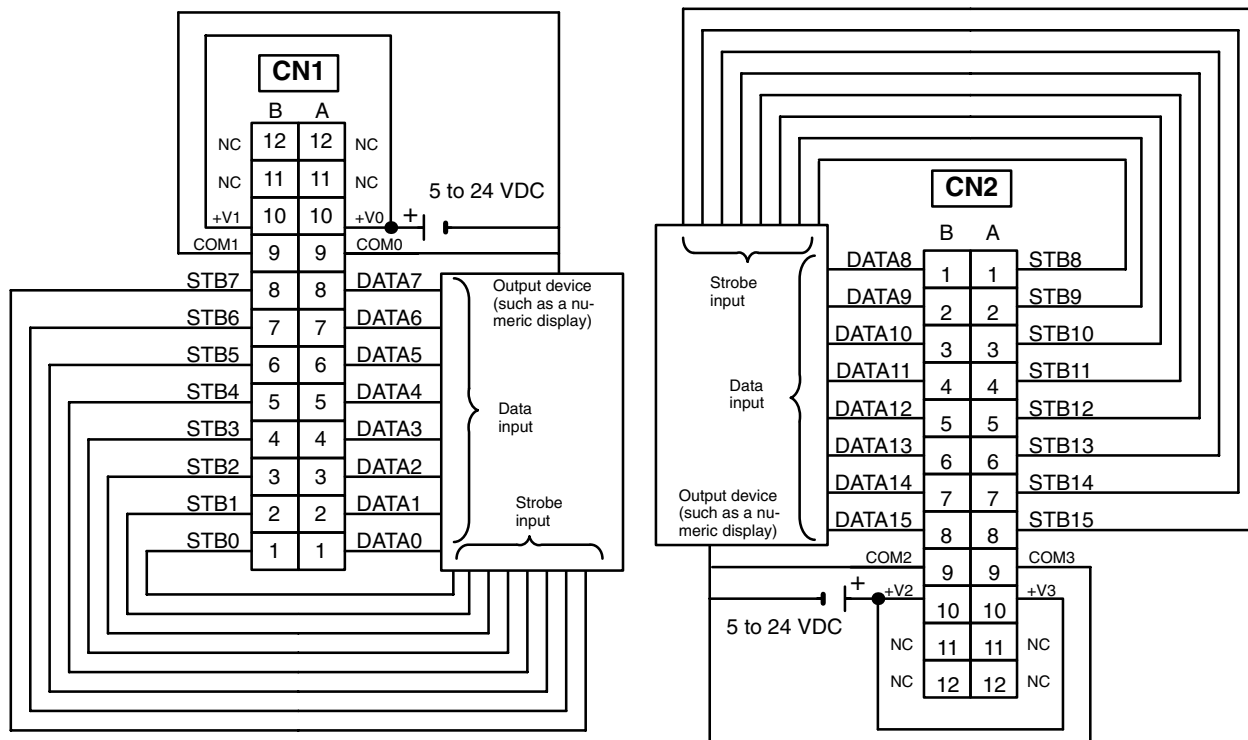 CN1
B A
NC 12 12 NC
NC 11 11 NC
+V1 10 10 +V0 + 5 to 24 VDC
COM1 9 9 COM0
STB7 8 8 DATA7
STB6 7 7 DATA6
STB5 6 6 DATA5
STB4 5 5 DATA4
STB3 4 4 DATA3
STB2 3 3 DATA2
STB1 2 2 DATA1
STB0 1 1 DATA0
Output device
(such as a nu-
meric display)
Data
input
Strobe
input
CN2
B A
DATA8 1 1 STB8
DATA9 2 2 STB9
DATA10 3 3 STB10
DATA11 4 4 STB11
DATA12 5 5 STB12
DATA13 6 6 STB13
DATA14 7 7 STB14
DATA15 8 8 STB15
COM2 9 9 COM3
+ +V2 10 10 +V3
5 to 24 VDC
NC 11 11 NC
NC 12 12 NC
Strobe
input
Data
input
Output device
(such as a nu-
meric display)